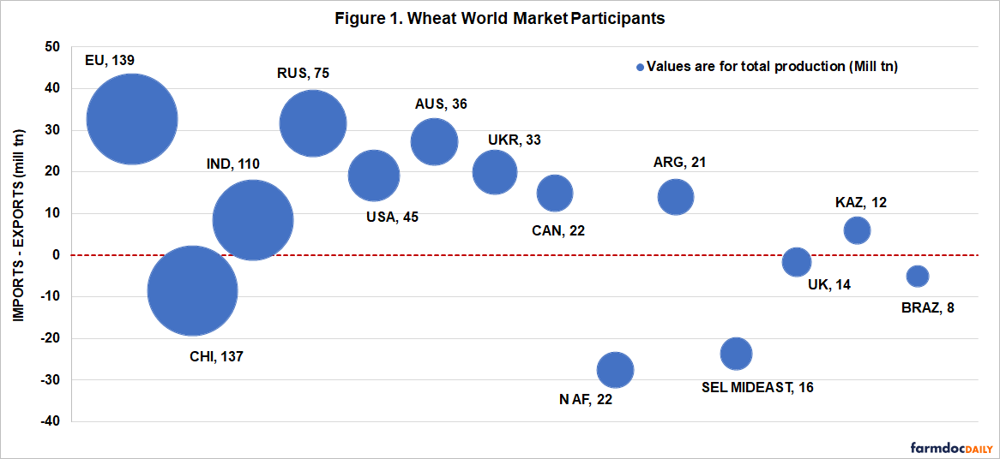 Figure 1. Wheat World Market Participants
IMPORTS - EXPORTS (mill tn)
50
40
30
20
10
0
-10
-20
-30
-40
Values are for total production (Mill tn)
EU, 139
RUS, 75
AUS, 36
UKR, 33
IND, 110
ARG, 21
USA, 45
CAN, 22
KAZ, 12
UK, 14
BRAZ, 8
CHI, 137
N AF, 22
SEL MIDEAST, 16
farmdocDAILY